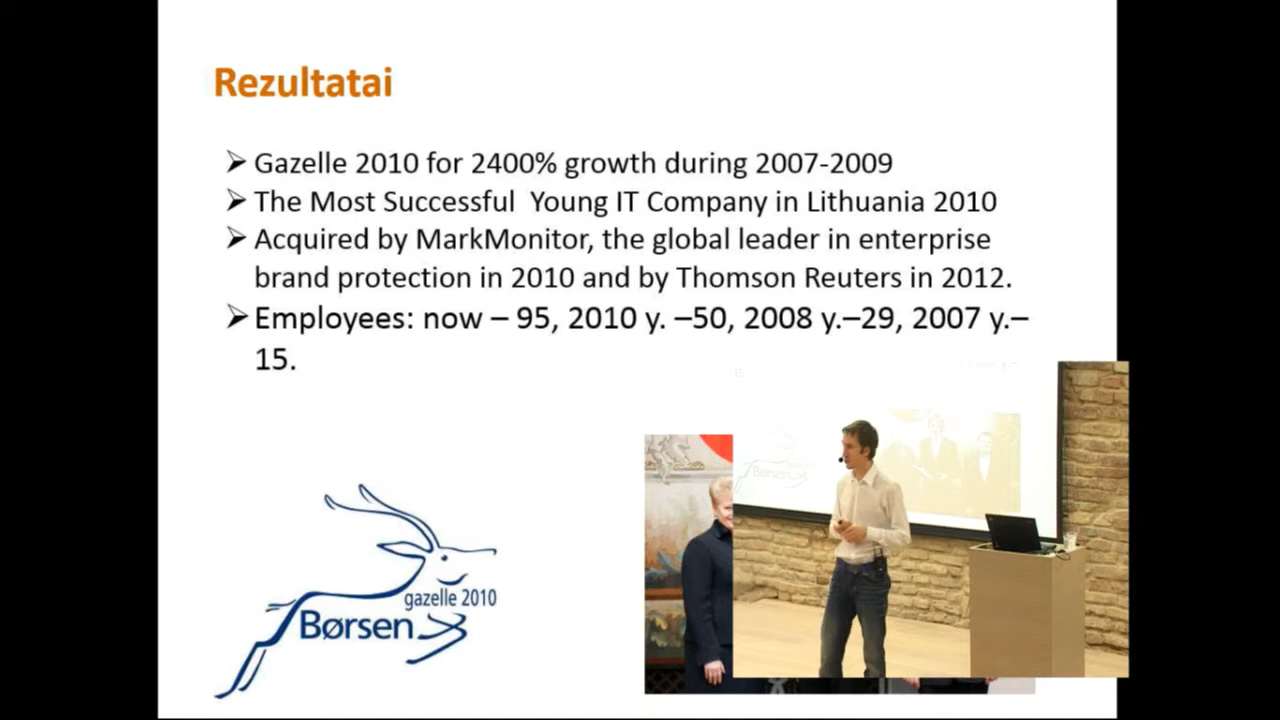 Rezultatai
➢ Gazelle 2010 for 2400% growth during 2007-2009
➢ The Most Successful Young IT Company in Lithuania 2010
➢ Acquired by MarkMonitor, the global leader in enterprise
brand protection in 2010 and by Thomson Reuters in 2012.
➢ Employees: now – 95, 2010 y. –50, 2008 y.–29, 2007 y.–
15.
gazelle 2010
Børsen
Børsen